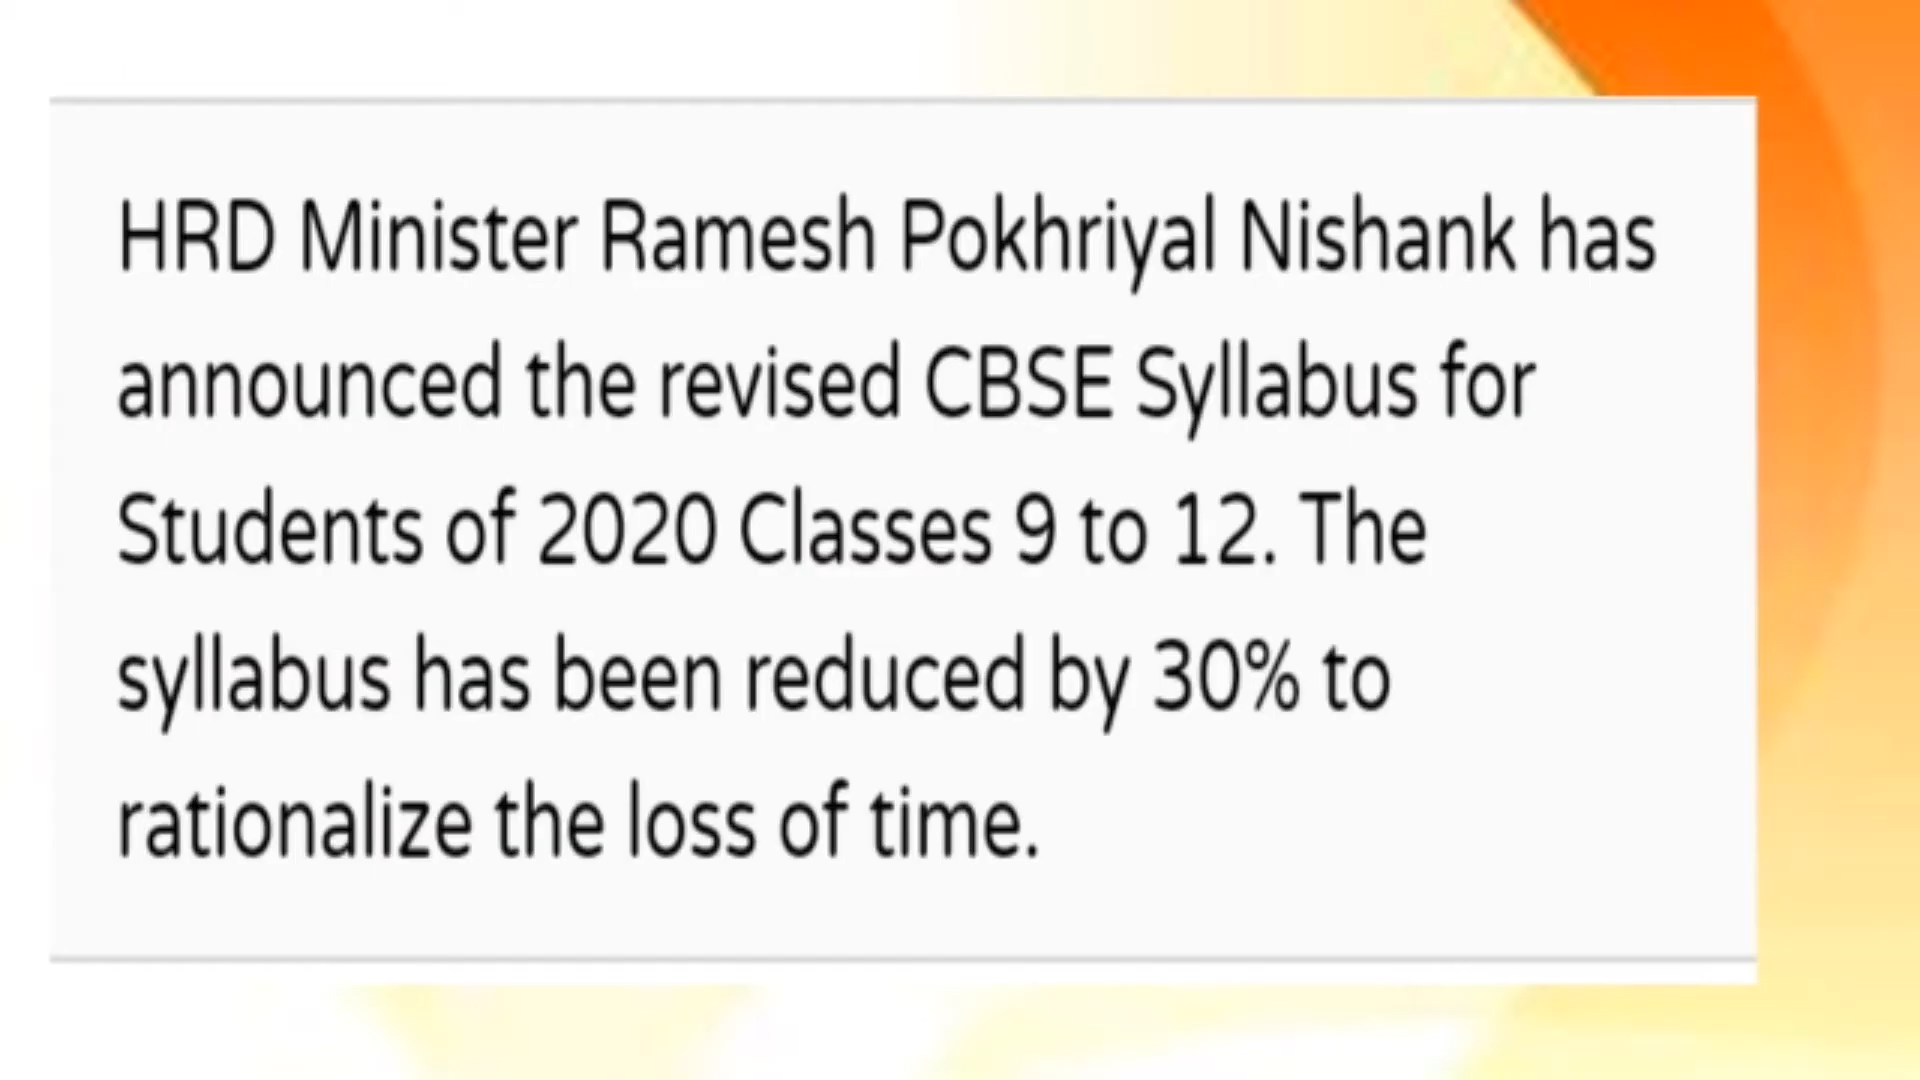 HRD Minister Ramesh Pokhriyal Nishank has
announced the revised CBSE Syllabus for
Students of 2020 Classes 9 to 12. The
syllabus has been reduced by 30% to
rationalize the loss of time.